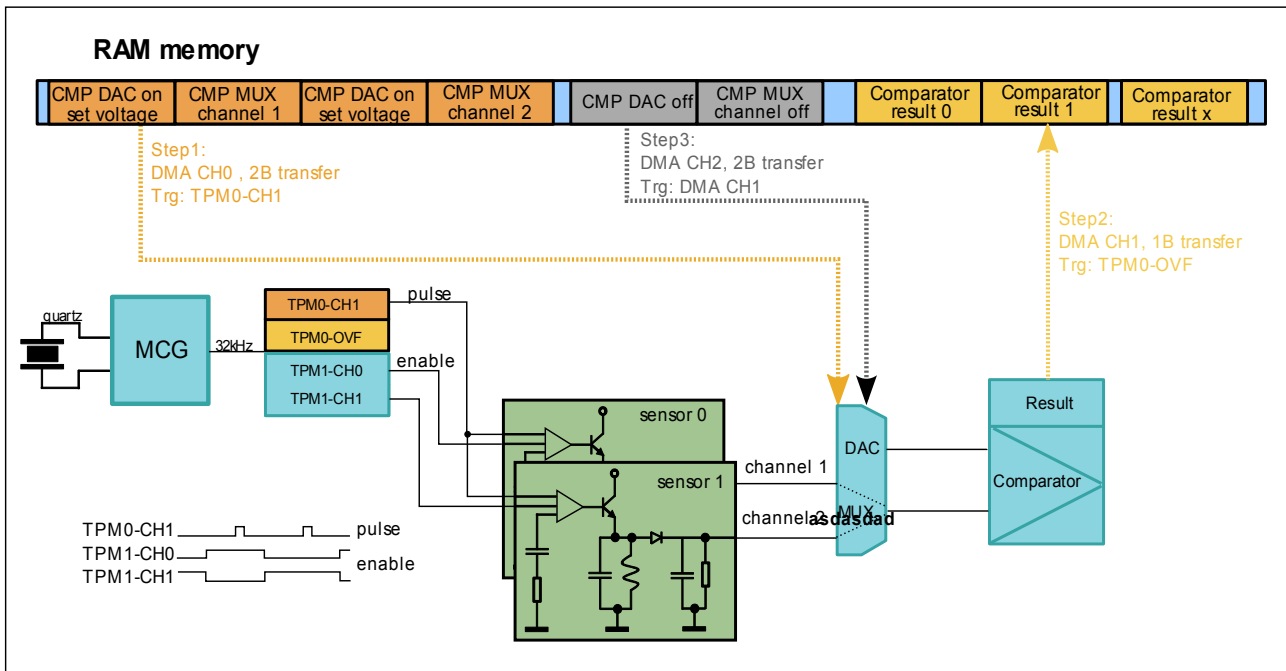 RAM memory
CMP DAC on
set voltage
CMP MUX
channel 1
CMP DAC on
set voltage
CMP MUX
channel 2
CMP DAC off
CMP MUX
channel off
Comparator
result 0
Comparator
result 1
Comparator
result x
Step1:
DMA CH0 , 2B transfer
Trg: TPM0-CH1
Step3:
DMA CH2, 2B transfer
Trg: DMA CH1
Step2:
DMA CH1, 1B transfer
Trg: TPM0-OVF
quartz
MCG
32kHz
TPM0-CH1
TPM0-OVF
TPM1-CH0
TPM1-CH1
pulse
enable
sensor 0
sensor 1
channel 1
channel 2
DAC
MUX
asdasdad
Result
Comparator
TPM0-CH1
pulse
TPM1-CH0
enable
TPM1-CH1